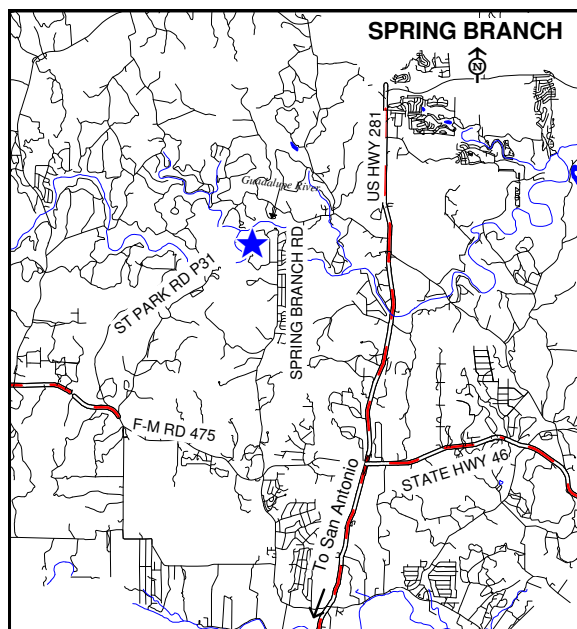 SPRING BRANCH
N
US HWY 281
Guadalupe River
ST PARK RD P31
SPRING BRANCH RD
F-M RD 475
STATE HWY 46
To San Antonio